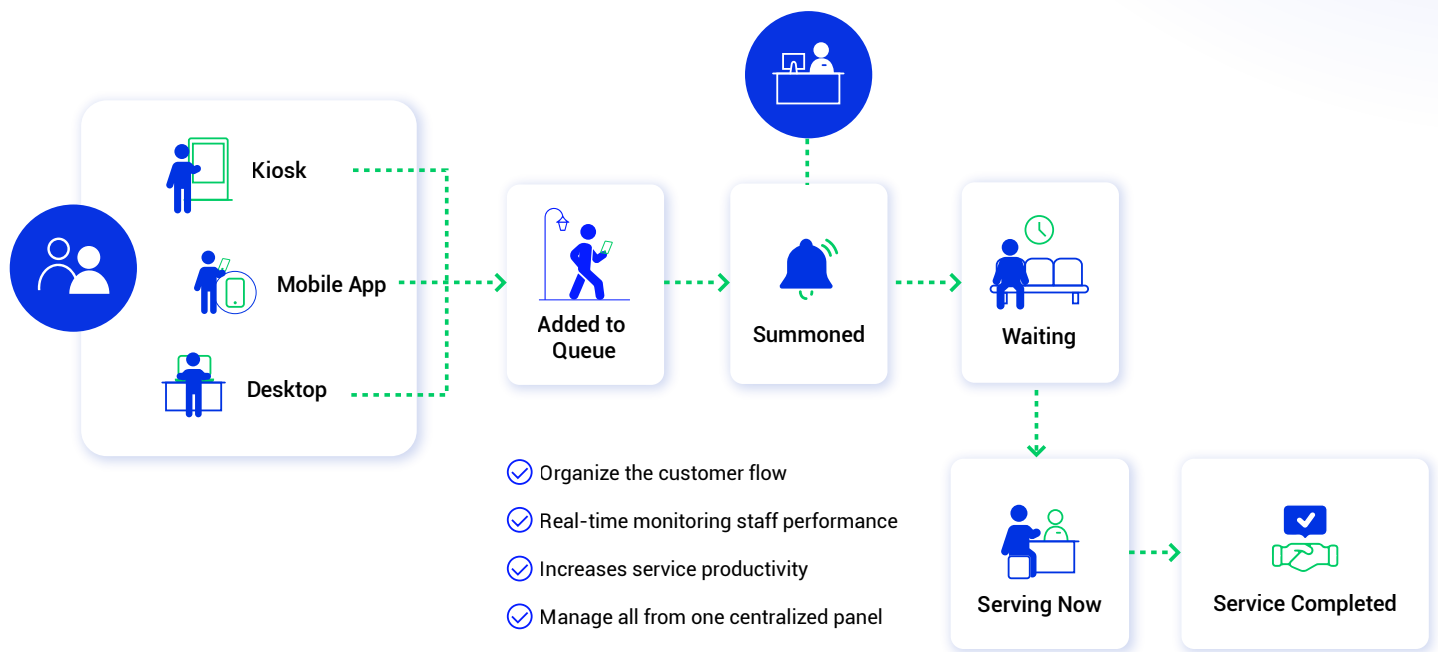 Kiosk
Mobile App
Desktop
Added to
Queue
Summoned
Waiting
Organize the customer flow
Real-time monitoring staff performance
Increases service productivity
Manage all from one centralized panel
Serving Now
Service Completed